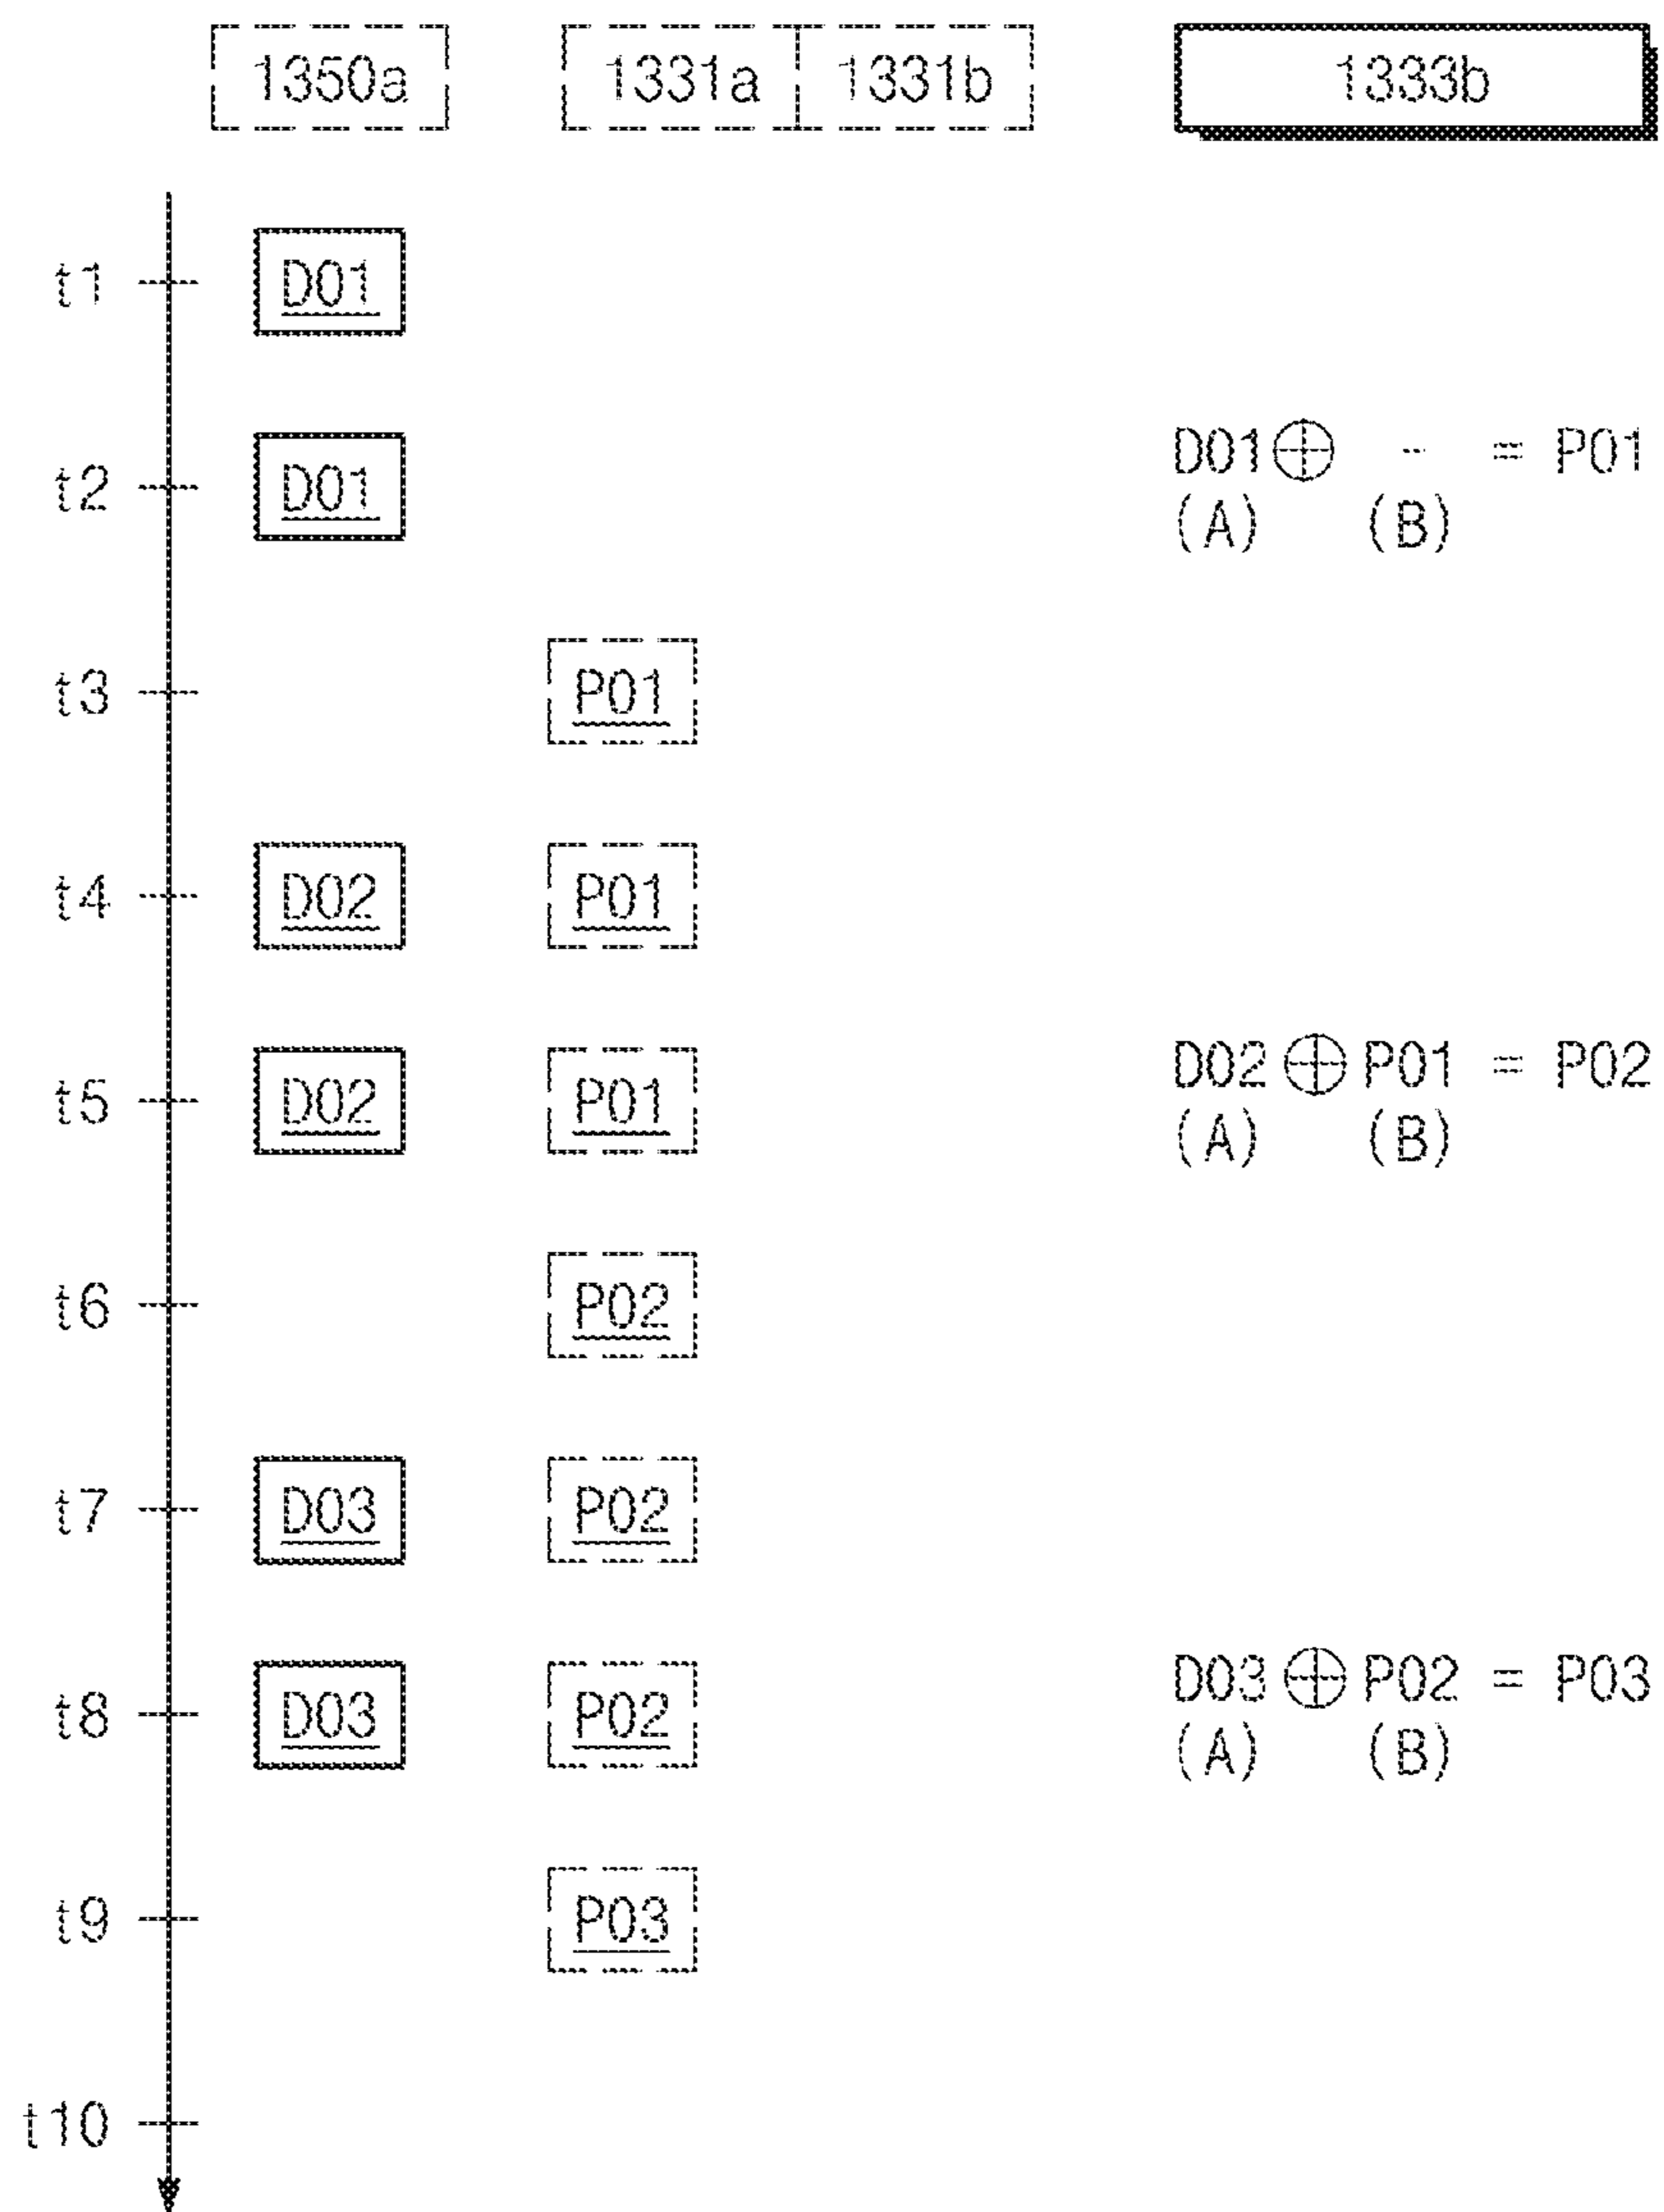 1350a 1331a 1331b 1333b
t1 D01
t2 D01 D01 ⊕ - = P01
(A) (B)
t3 P01
t4 D02 P01
t5 D02 P01 D02 ⊕ P01 = P02
(A) (B)
t6 P02
t7 D03 P02
t8 D03 P02 D03 ⊕ P02 = P03
(A) (B)
t9 P03
t10